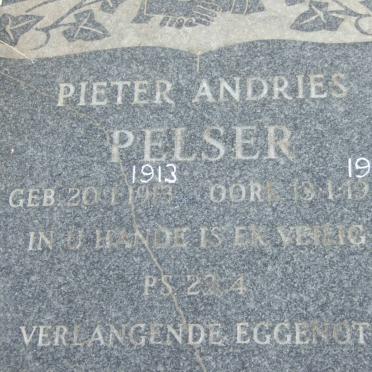 PIETER ANDRIES
PELSER
1913 19
GEB. 20.1.1913 OORL. 13.1.19
IN U HANDE IS EK VEILIG
PS 23.4
VERLANGENDE EGGENOT